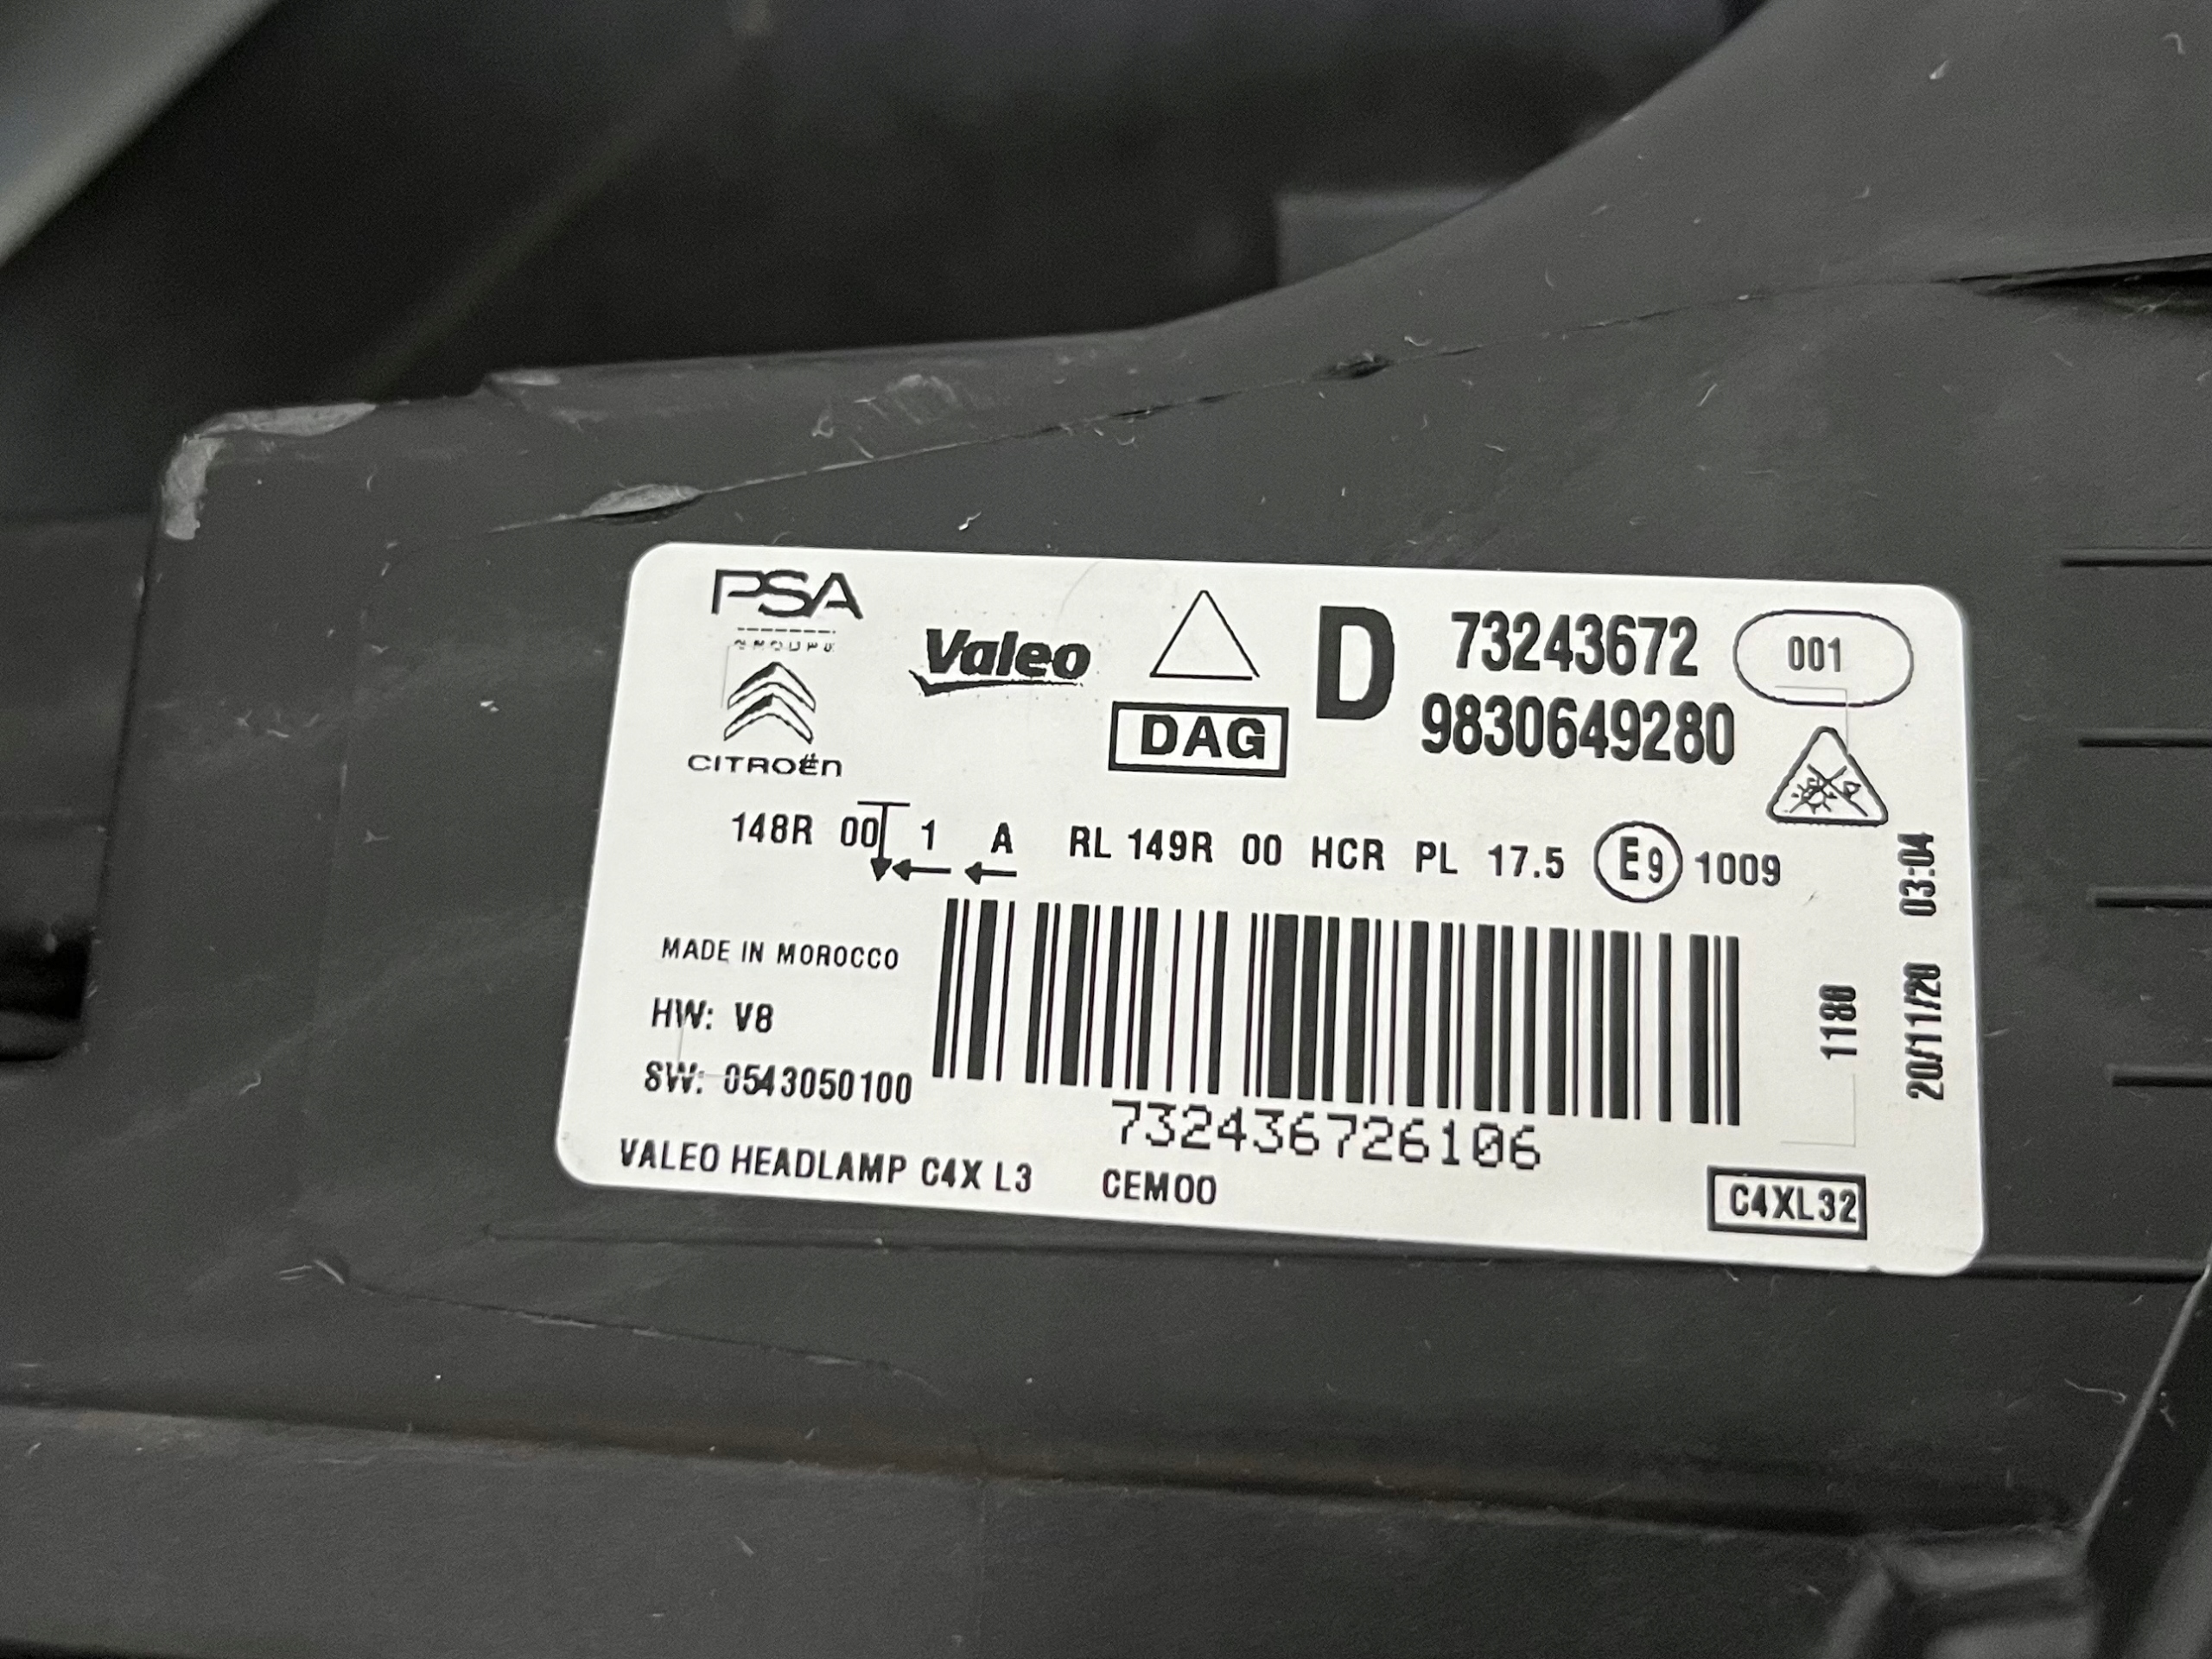 PSA
GROUPE
CITROËN
Valeo
DAG
D
73243672
9830649280
001
148R 00 1 A RL 149R 00 HCR PL 17.5 E9 1009
MADE IN MOROCCO
HW: V8
SW: 0543050100
732436726106
VALEO HEADLAMP C4X L3 CEM00
C4XL32
1180
20/11/20 03:04